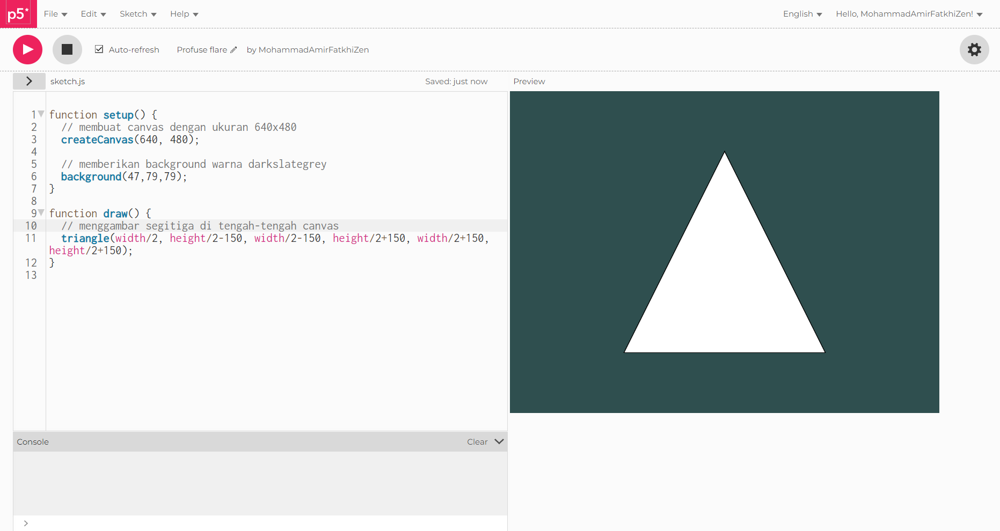 p5* File Edit Sketch Help English Hello, MohammadAmirFatkhiZen!
Auto-refresh Profuse flare by MohammadAmirFatkhiZen
> sketch.js Saved: just now Preview
1 function setup() {
2   // membuat canvas dengan ukuran 640x480
3   createCanvas(640, 480);
4
5   // memberikan background warna darkslategrey
6   background(47,79,79);
7 }
8
9 function draw() {
10   // menggambar segitiga di tengah-tengah canvas
11   triangle(width/2, height/2-150, width/2-150, height/2+150, width/2+150,
height/2+150);
12 }
13
Console Clear
>